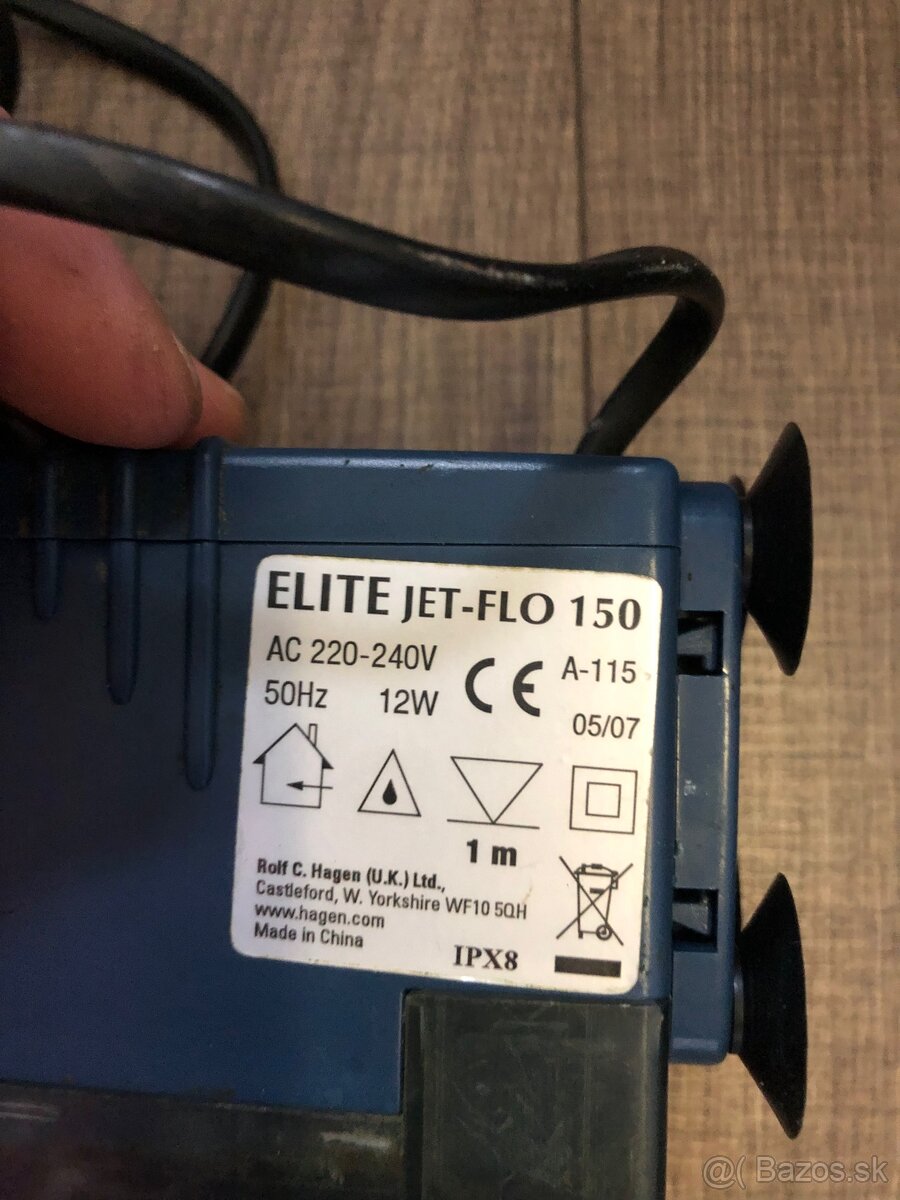 ELITE JET-FLO 150
AC 220-240V
50Hz 12W
CE
A-115
05/07
1 m
Rolf C. Hagen (U.K.) Ltd.,
Castleford, W. Yorkshire WF10 5QH
www.hagen.com
Made in China
IPX8
@( Bazos.sk